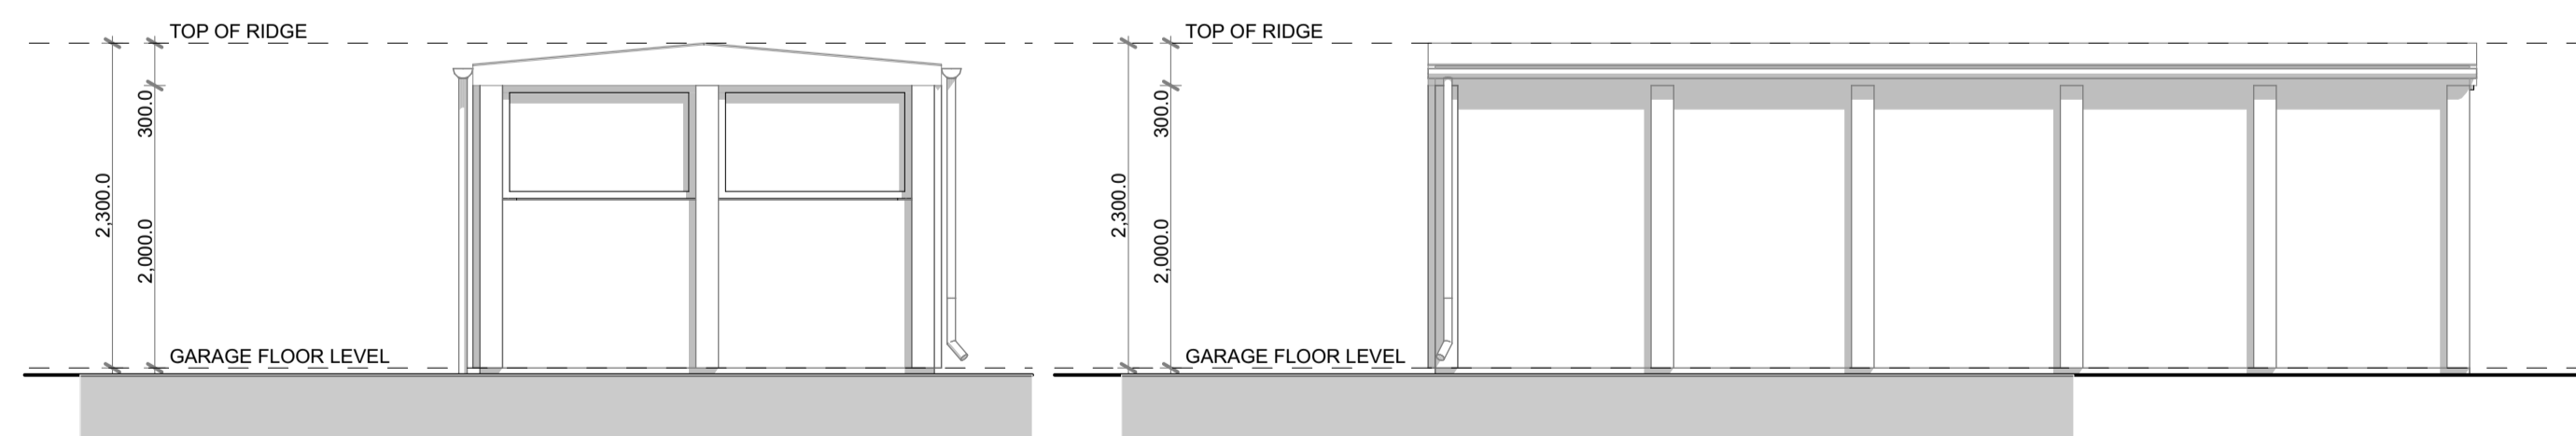 TOP OF RIDGE
300.0
2,300.0
2,000.0
GARAGE FLOOR LEVEL
TOP OF RIDGE
300.0
2,300.0
2,000.0
GARAGE FLOOR LEVEL